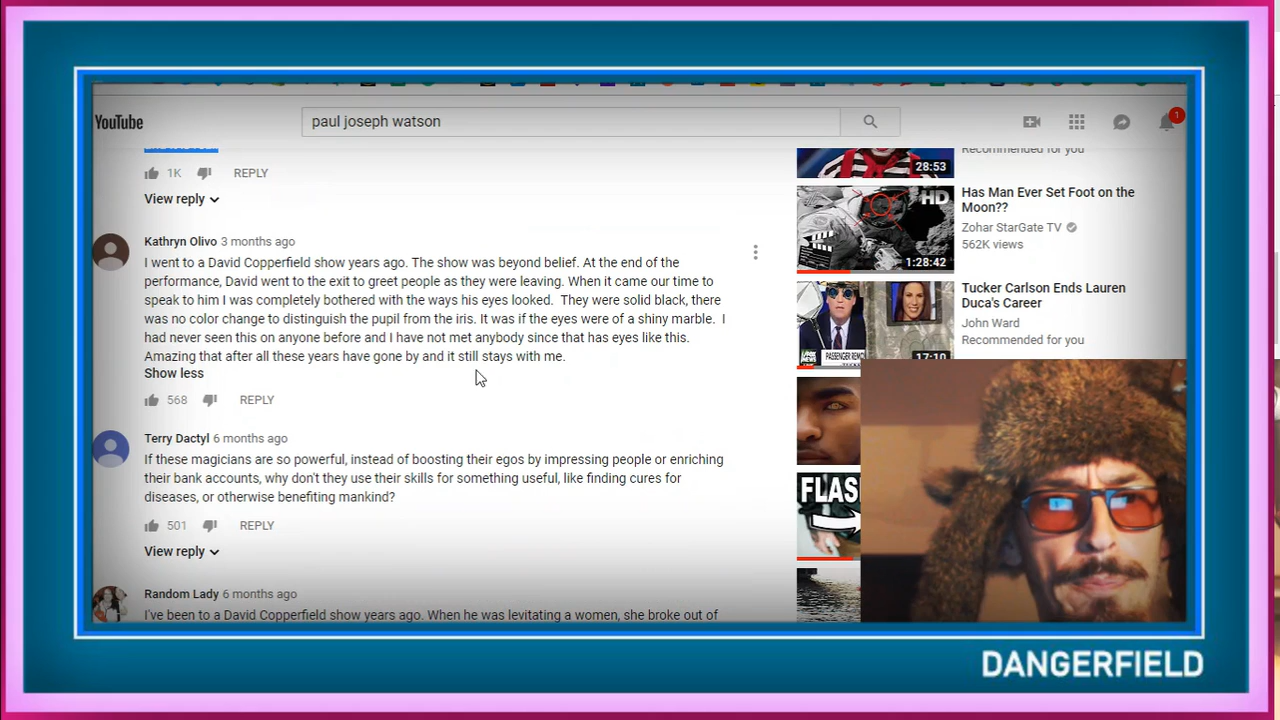 YouTube
paul joseph watson
1
1K
REPLY
View reply
Kathryn Olivo 3 months ago
I went to a David Copperfield show years ago. The show was beyond belief. At the end of the
performance, David went to the exit to greet people as they were leaving. When it came our time to
speak to him I was completely bothered with the ways his eyes looked. They were solid black, there
was no color change to distinguish the pupil from the iris. It was if the eyes were of a shiny marble. I
had never seen this on anyone before and I have not met anybody since that has eyes like this.
Amazing that after all these years have gone by and it still stays with me.
Show less
568
REPLY
Terry Dactyl 6 months ago
If these magicians are so powerful, instead of boosting their egos by impressing people or enriching
their bank accounts, why don't they use their skills for something useful, like finding cures for
diseases, or otherwise benefiting mankind?
501
REPLY
View reply
Random Lady 6 months ago
I've been to a David Copperfield show years ago. When he was levitating a women, she broke out of
28:53
Recommended for you
HD
1:28:42
Has Man Ever Set Foot on the
Moon??
Zohar StarGate TV
562K views
PASSENGER REMO
17:10
Tucker Carlson Ends Lauren
Duca's Career
John Ward
Recommended for you
FLAS
DANGERFIELD